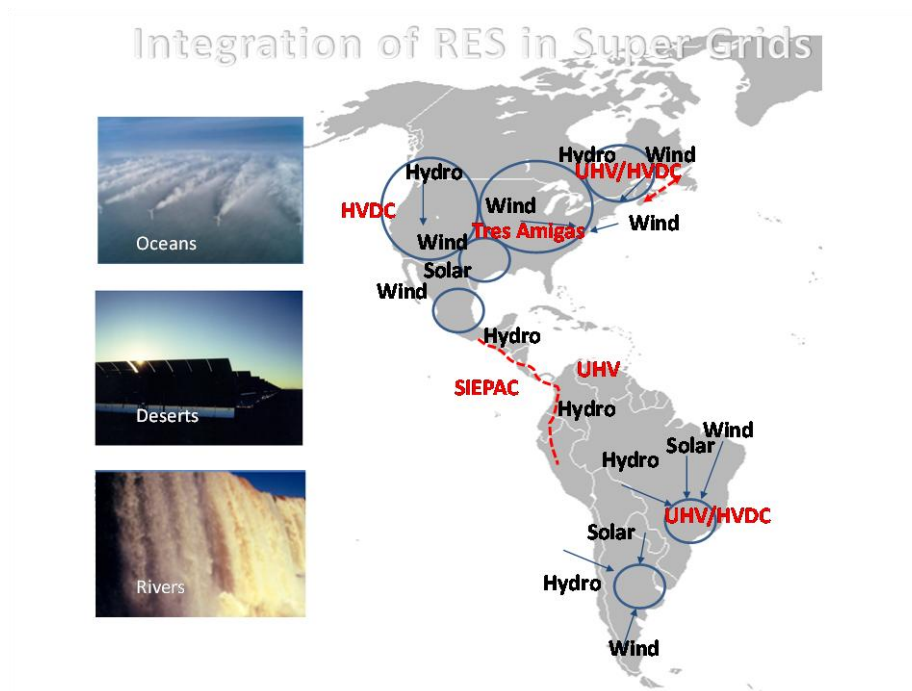 Integration of RES in Super Grids
Oceans
Deserts
Rivers
Hydro
HVDC
Wind
Solar
Wind
Wind
Tres Amigas
Hydro Wind
UHV/HVDC
Wind
Hydro
SIEPAC
UHV
Hydro
Wind
Solar
Hydro
UHV/HVDC
Solar
Hydro
Wind